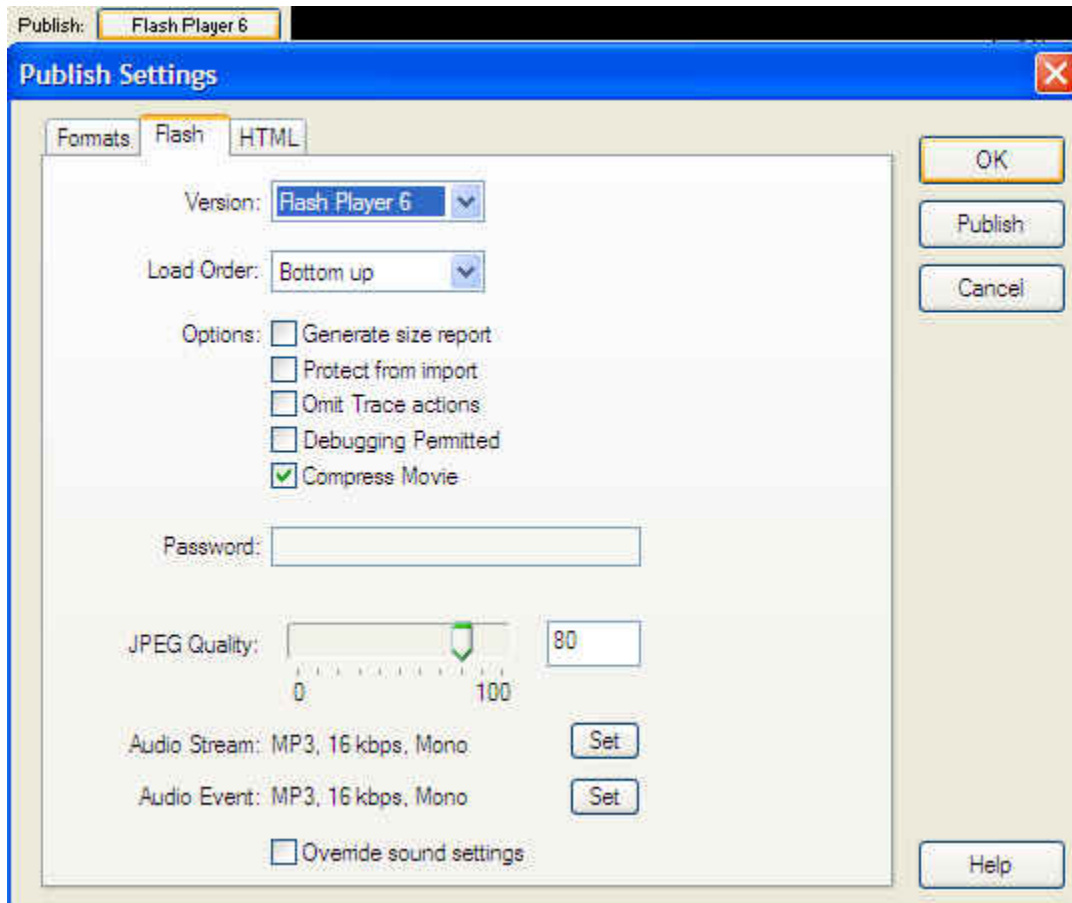 Publish: Flash Player 6
Publish Settings
Formats Flash HTML
OK
Version: Flash Player 6
Publish
Load Order: Bottom up
Cancel
Options: Generate size report
Protect from import
Omit Trace actions
Debugging Permitted
Compress Movie
Password:
JPEG Quality: 80
0 100
Audio Stream: MP3, 16 kbps, Mono Set
Audio Event: MP3, 16 kbps, Mono Set
Override sound settings
Help